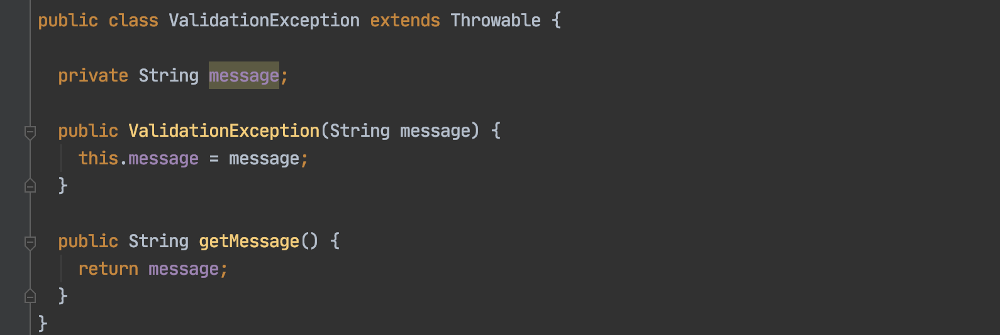 public class ValidationException extends Throwable {
private String message;
public ValidationException(String message) {
this.message = message;
}
public String getMessage() {
return message;
}
}